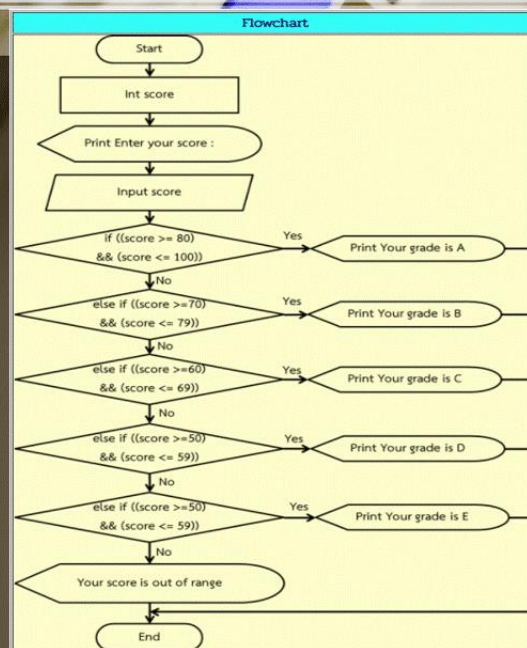 Flowchart
Start
Int score
Print Enter your score :
Input score
if ((score >= 80)
&& (score <= 100))
Yes
Print Your grade is A
No
else if ((score >=70)
&& (score <= 79))
Yes
Print Your grade is B
No
else if ((score >=60)
&& (score <= 69))
Yes
Print Your grade is C
No
else if ((score >=50)
&& (score <= 59))
Yes
Print Your grade is D
No
else if ((score >=50)
&& (score <= 59))
Yes
Print Your grade is E
No
Your score is out of range
End